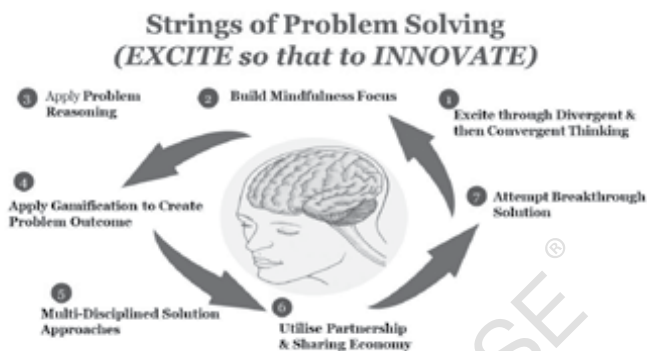 Strings of Problem Solving
(EXCITE so that to INNOVATE)
1
Excite through Divergent &
then Convergent Thinking
2 Build Mindfulness Focus
3 Apply Problem
Reasoning
4
Apply Gamification to Create
Problem Outcome
5
Multi-Disciplined Solution
Approaches
6
Utilise Partnership
& Sharing Economy
7 Attempt Breakthrough
Solution
SE ®